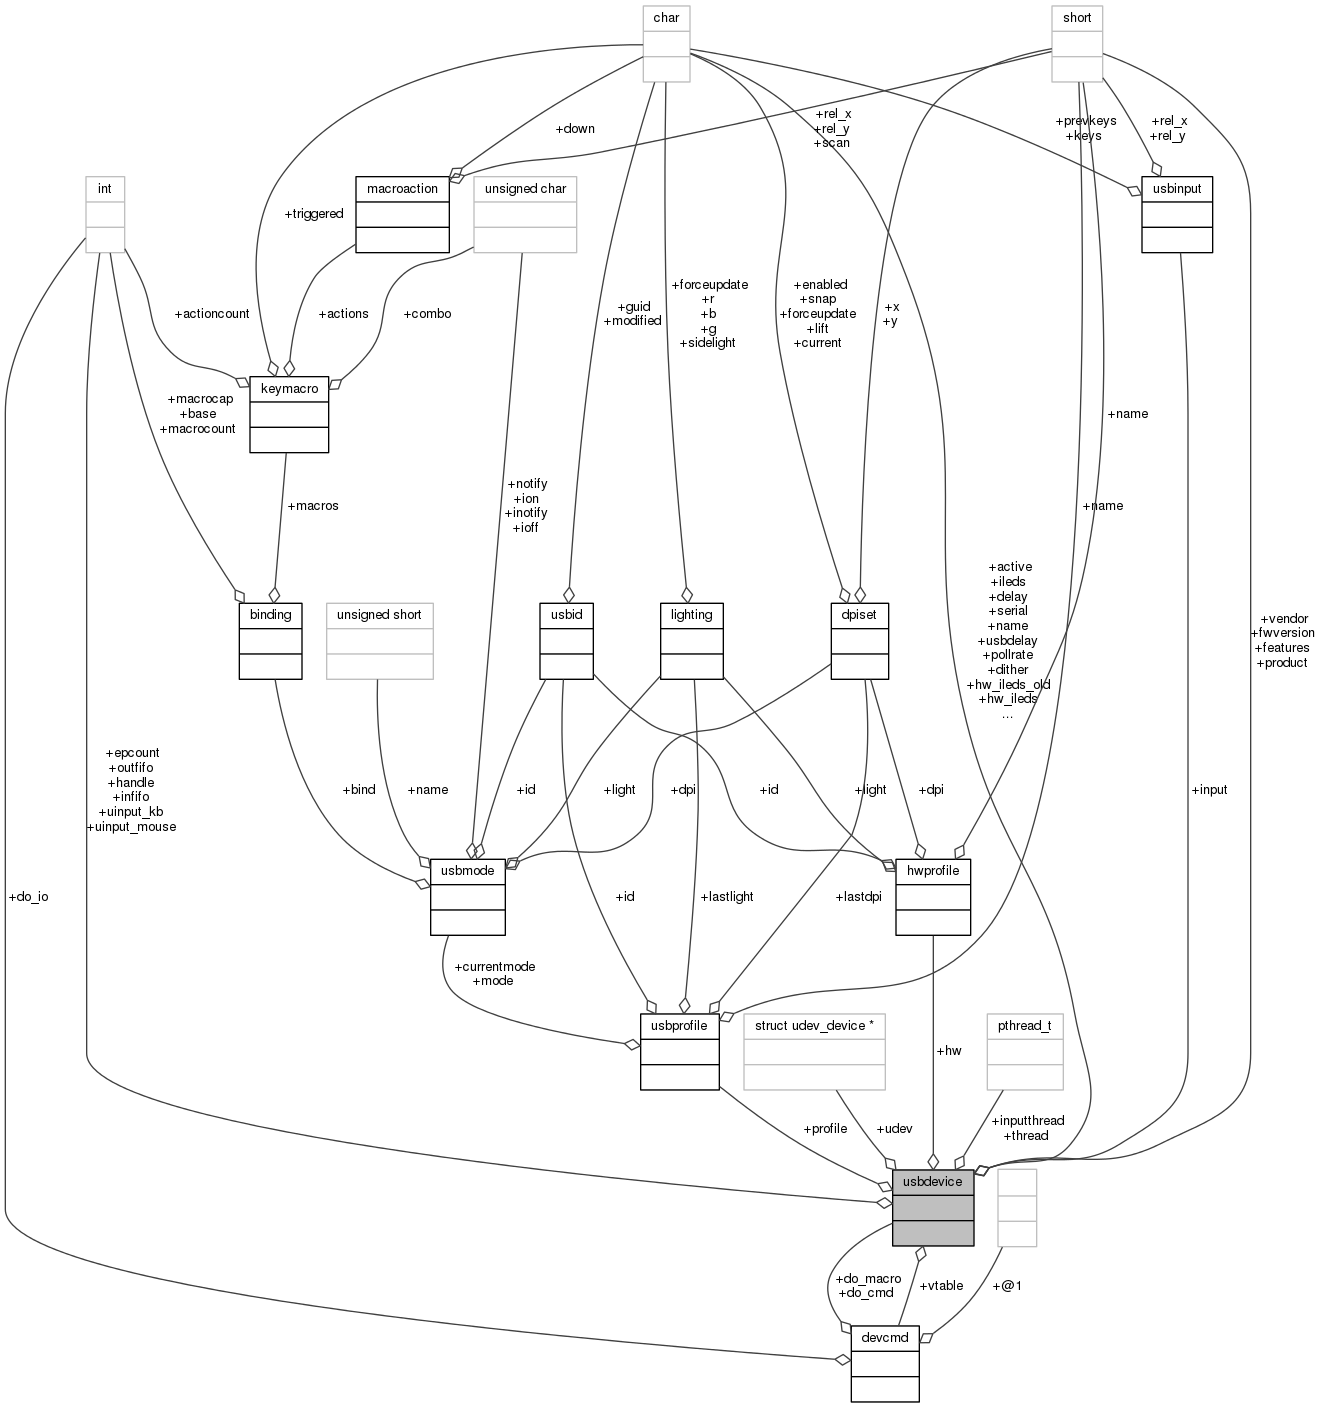 char
short
+down
+rel_x
+rel_y
+scan
+prevkeys
+keys
+rel_x
+rel_y
int
macroaction
unsigned char
usbinput
+triggered
+actioncount
+actions
+combo
+guid
+modified
+forceupdate
+r
+b
+g
+sidelight
+enabled
+snap
+forceupdate
+lift
+current
+x
+y
keymacro
+macrocap
+base
+macrocount
+name
+macros
+notify
+ion
+inotify
+ioff
+name
binding
unsigned short
usbid
lighting
dpiset
+active
+ileds
+delay
+serial
+name
+usbdelay
+pollrate
+dither
+hw_ileds_old
+hw_ileds
...
+vendor
+fwversion
+features
+product
+epcount
+outfifo
+handle
+infifo
+uinput_kb
+uinput_mouse
+bind
+name
+id
+light
+dpi
+id
+light
+dpi
+input
usbmode
hwprofile
+do_io
+id
+lastlight
+lastdpi
+currentmode
+mode
usbprofile
struct udev_device *
pthread_t
+hw
+profile
+udev
+inputthread
+thread
usbdevice
+do_macro
+do_cmd
+vtable
+@1
devcmd